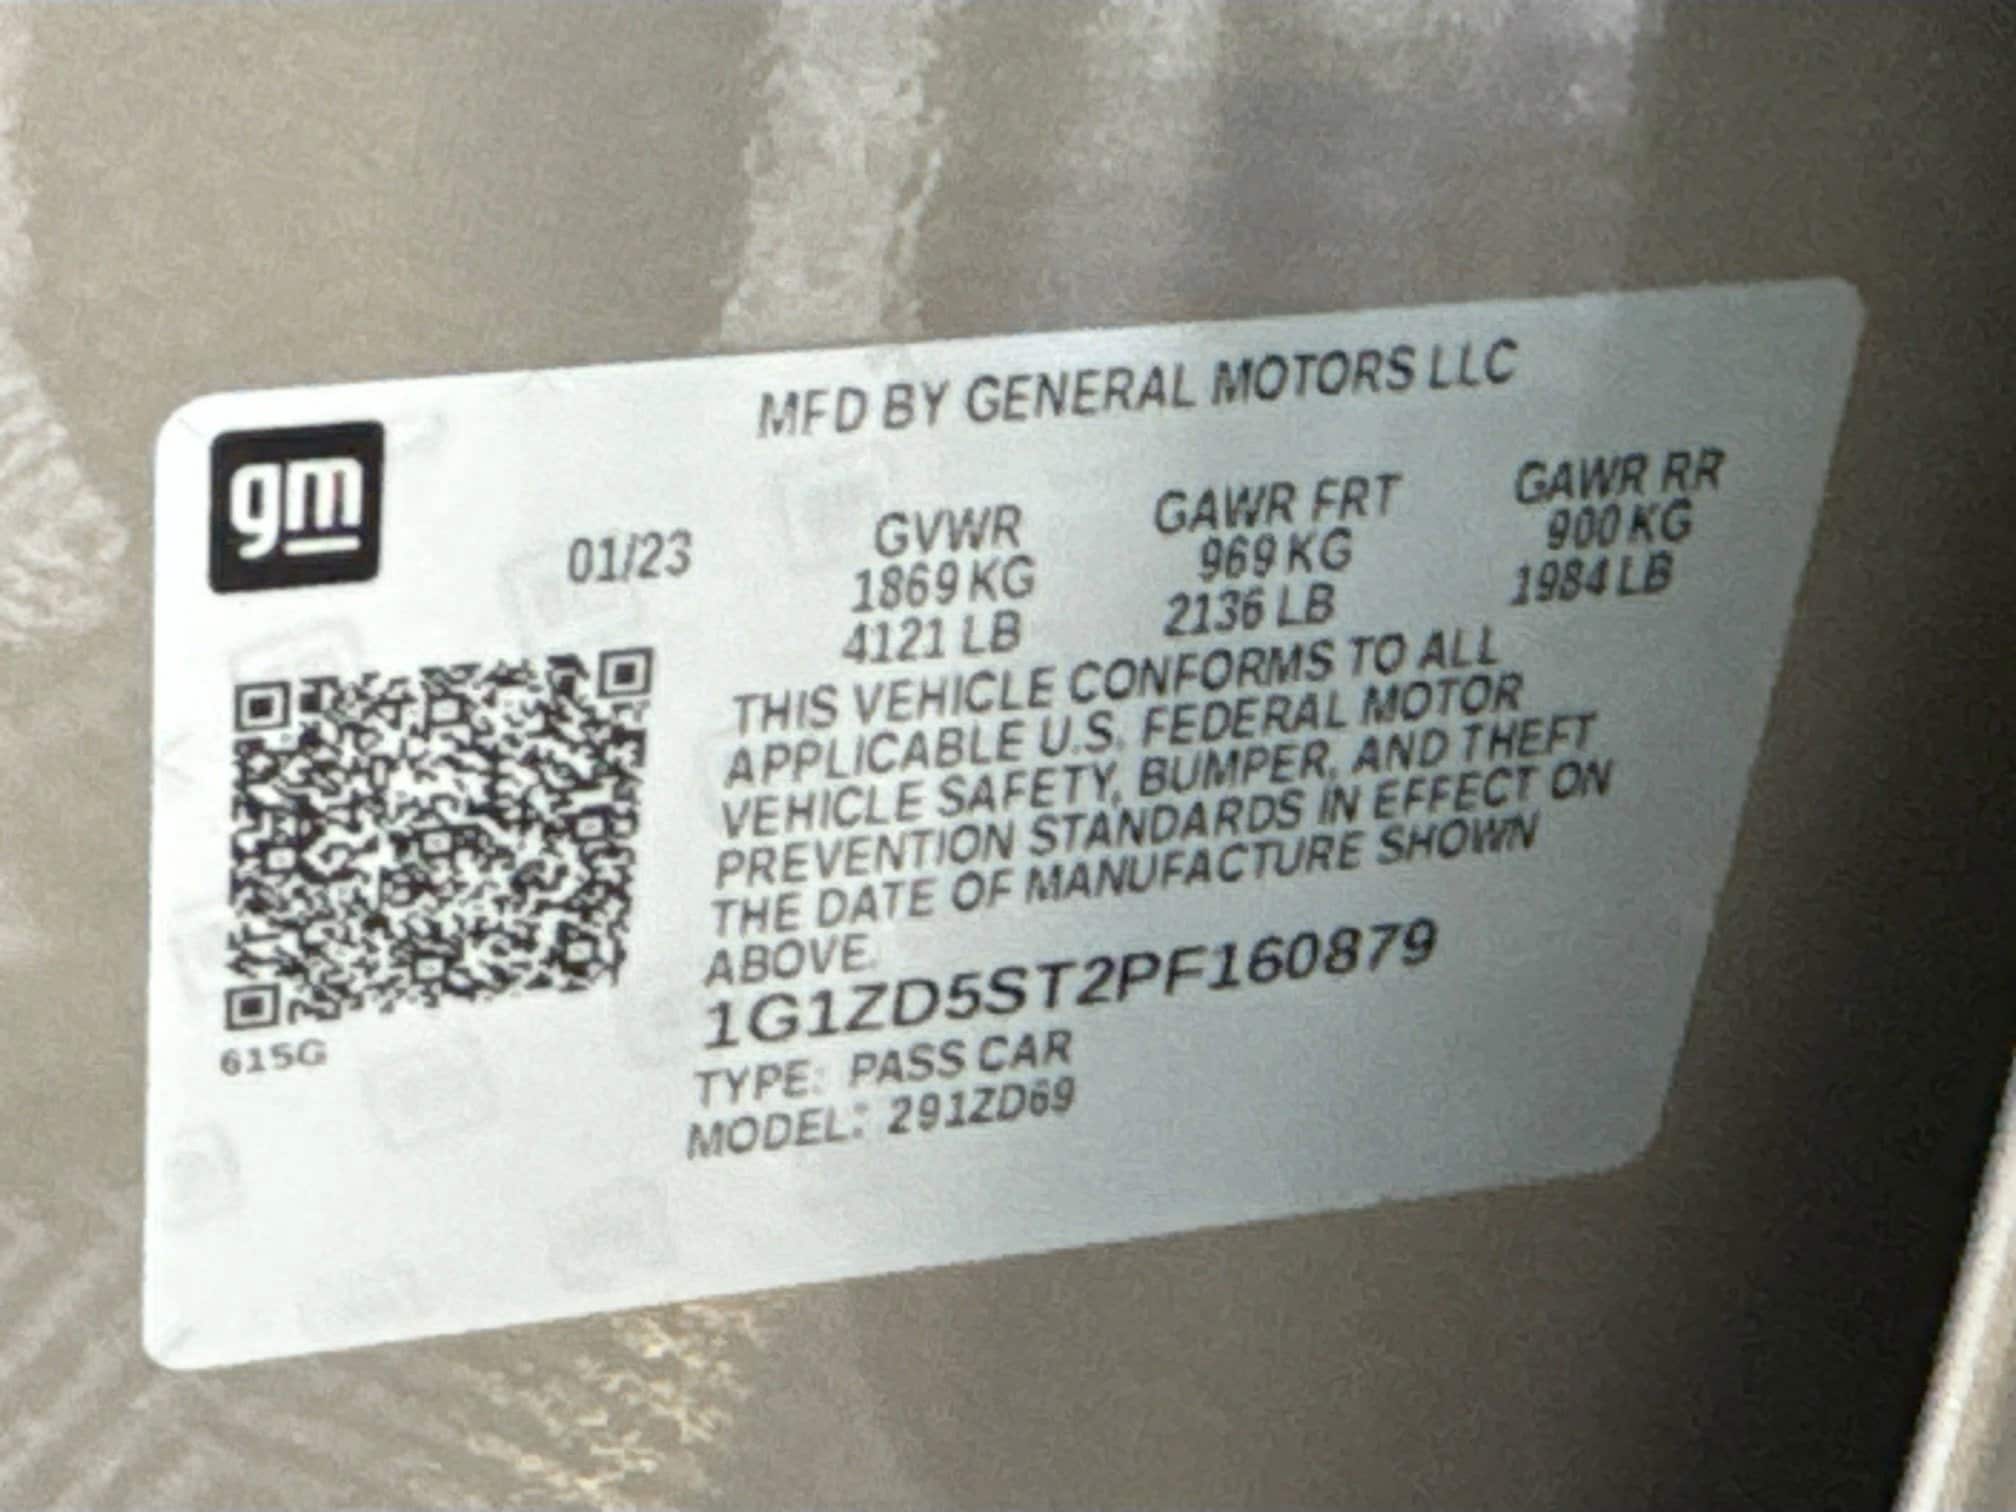 MFD BY GENERAL MOTORS LLC
gm
01/23
GVWR
1869 KG
4121 LB
GAWR FRT
969 KG
2136 LB
GAWR RR
900 KG
1984 LB
THIS VEHICLE CONFORMS TO ALL
APPLICABLE U.S. FEDERAL MOTOR
VEHICLE SAFETY, BUMPER, AND THEFT
PREVENTION STANDARDS IN EFFECT ON
THE DATE OF MANUFACTURE SHOWN
ABOVE.
1G1ZD5ST2PF160879
TYPE: PASS CAR
MODEL: 291ZD69
615G